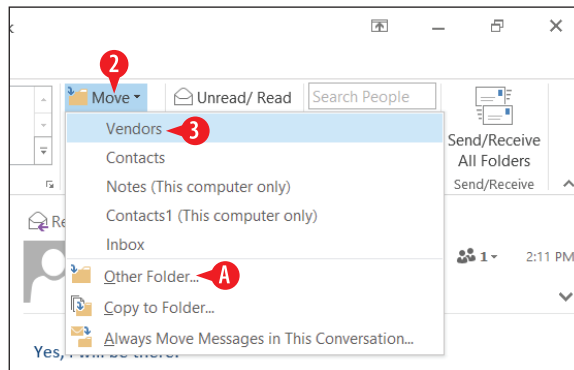 2
Move
Unread/ Read
Search People
Vendors
3
Contacts
Notes (This computer only)
Contacts1 (This computer only)
Inbox
Other Folder...
A
Copy to Folder...
Always Move Messages in This Conversation...
Send/Receive
All Folders
Send/Receive
Re
1
2:11 PM
Yes, I will be there.